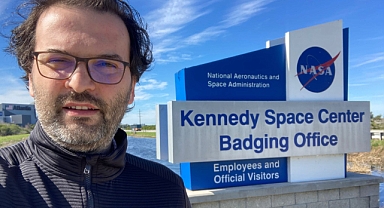 National Aeronautics and
Space Administration
NASA
Kennedy Space Center
Badging Office
Employees and
Official Visitors